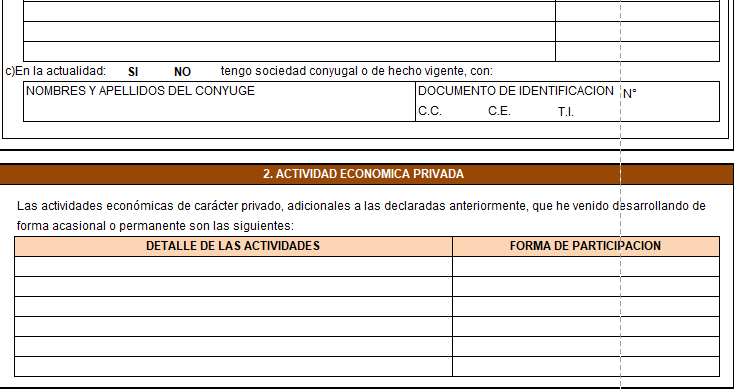 c)En la actualidad: SI NO tengo sociedad conyugal o de hecho vigente, con:
NOMBRES Y APELLIDOS DEL CONYUGE DOCUMENTO DE IDENTIFICACION N°
C.C. C.E. T.I.
2. ACTIVIDAD ECONOMICA PRIVADA
Las actividades económicas de carácter privado, adicionales a las declaradas anteriormente, que he venido desarrollando de
forma acasional o permanente son las siguientes:
DETALLE DE LAS ACTIVIDADES FORMA DE PARTICIPACION